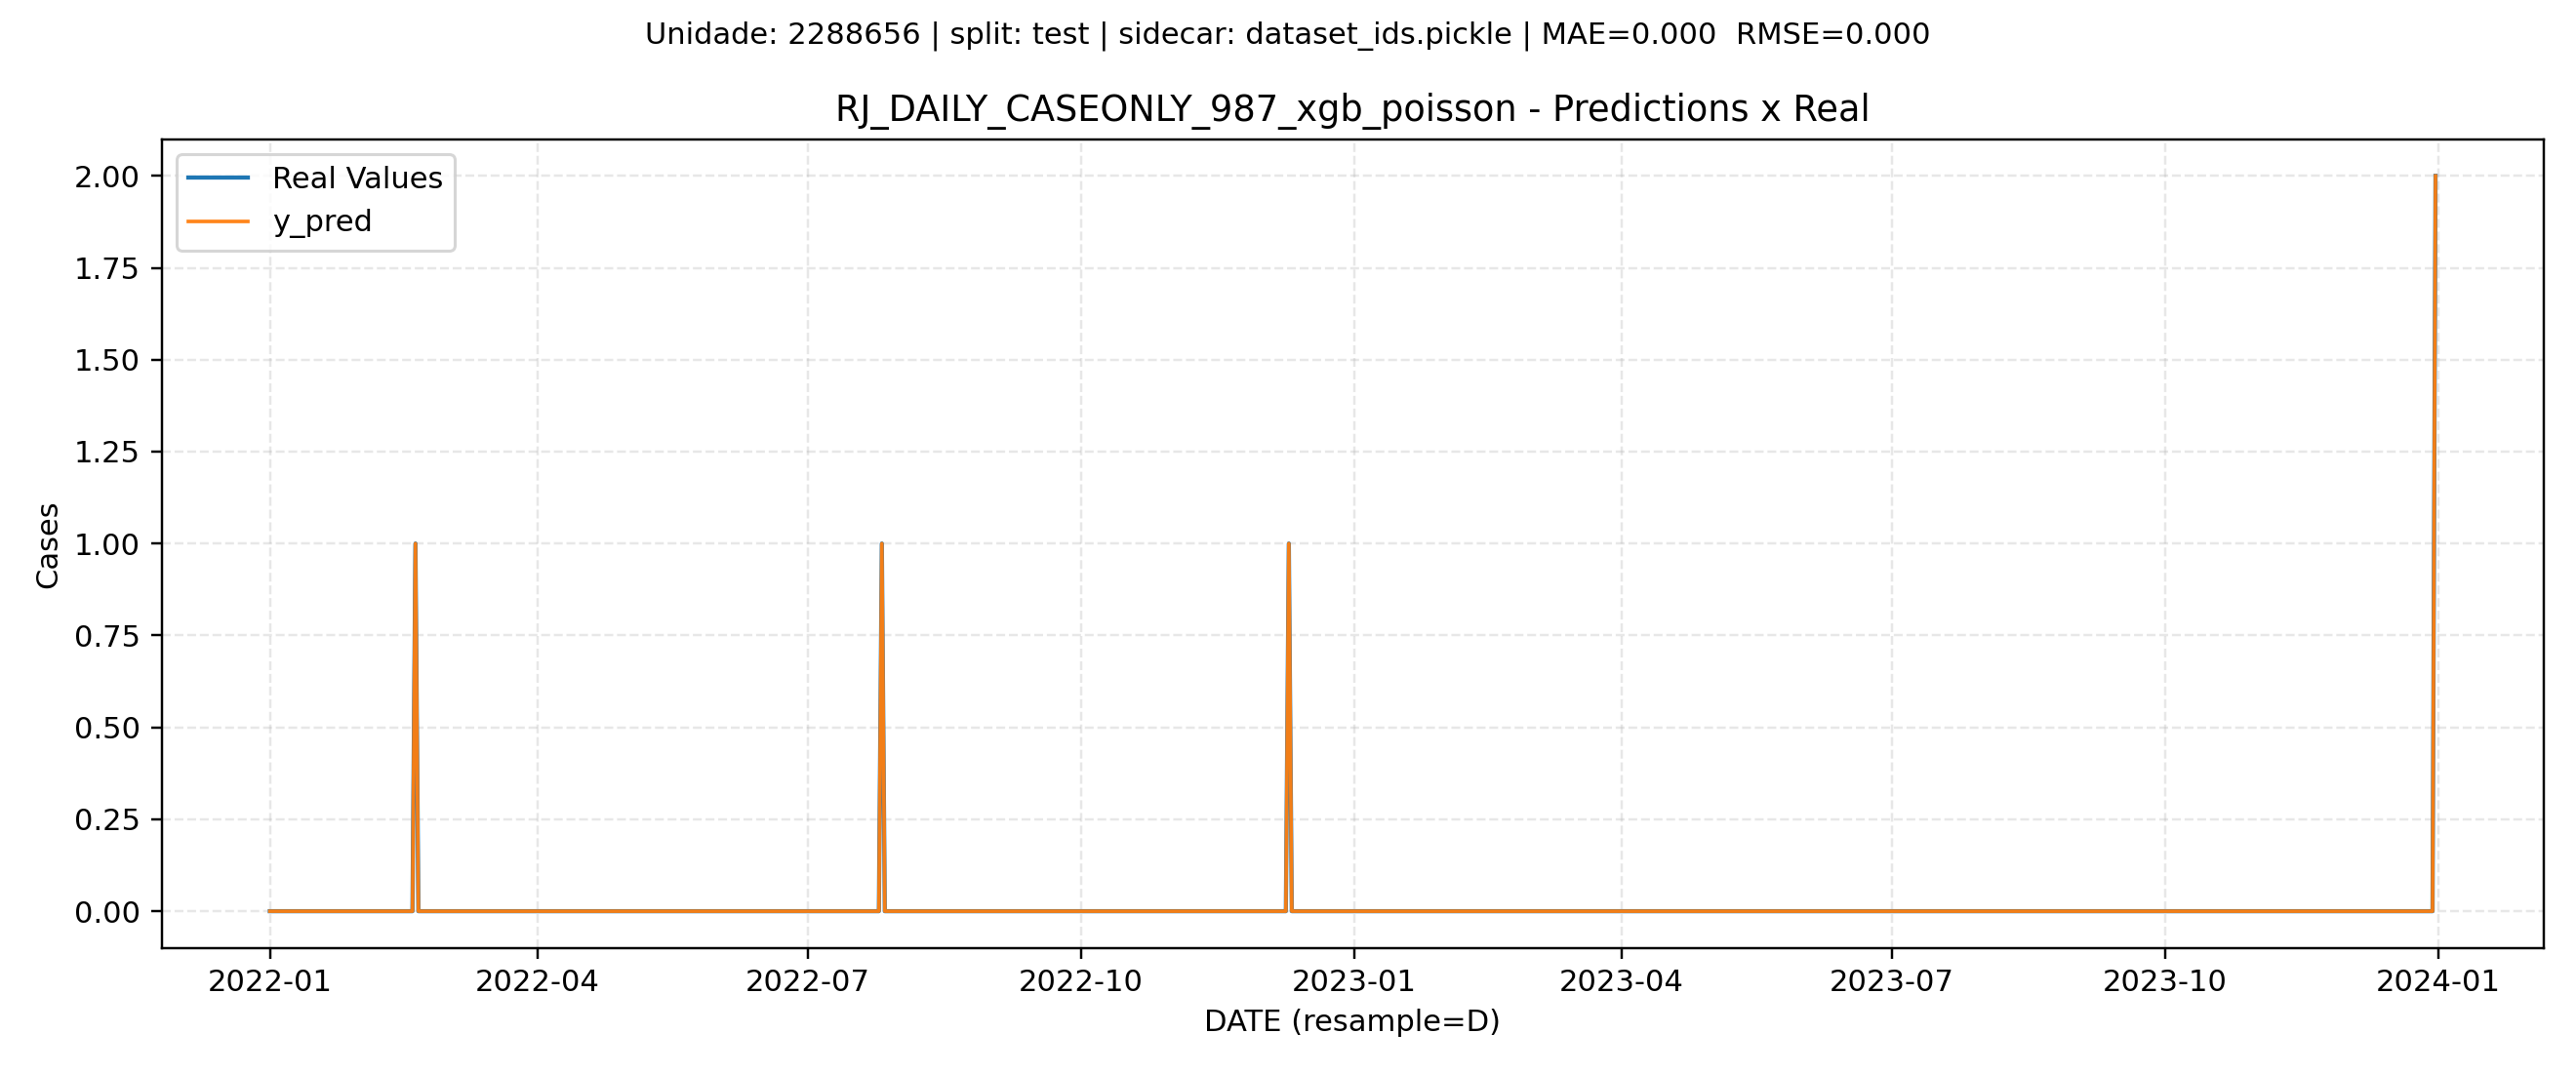 Unidade: 2288656 | split: test | sidecar: dataset_ids.pickle | MAE=0.000  RMSE=0.000
RJ_DAILY_CASEONLY_987_xgb_poisson - Predictions x Real
Real Values
y_pred
2.00
1.75
1.50
1.25
1.00
0.75
0.50
0.25
0.00
Cases
2022-01 2022-04 2022-07 2022-10 2023-01 2023-04 2023-07 2023-10 2024-01
DATE (resample=D)